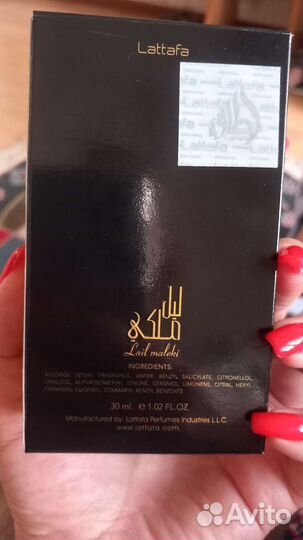 Lattafa
Lattafa
ليل
ملكي
Lail maleki
INGREDIENTS:
ALCOHOL DENAT, FRAGRANCE, WATER, BENZYL SALICYLATE, CITRONELLOL,
LINALOOL, ALPHAISOMETHYL IONONE, GERANIOL, LIMONENE, CITRAL, HEXYL
CINNAMAL, EUGENOL, COUMARIN, BENZYL BENZOATE
30 ml. e 1.02 FL.OZ.
Manufactured by: Lattafa Perfumes Industries L.L.C.
www.lattafa.com
Avito